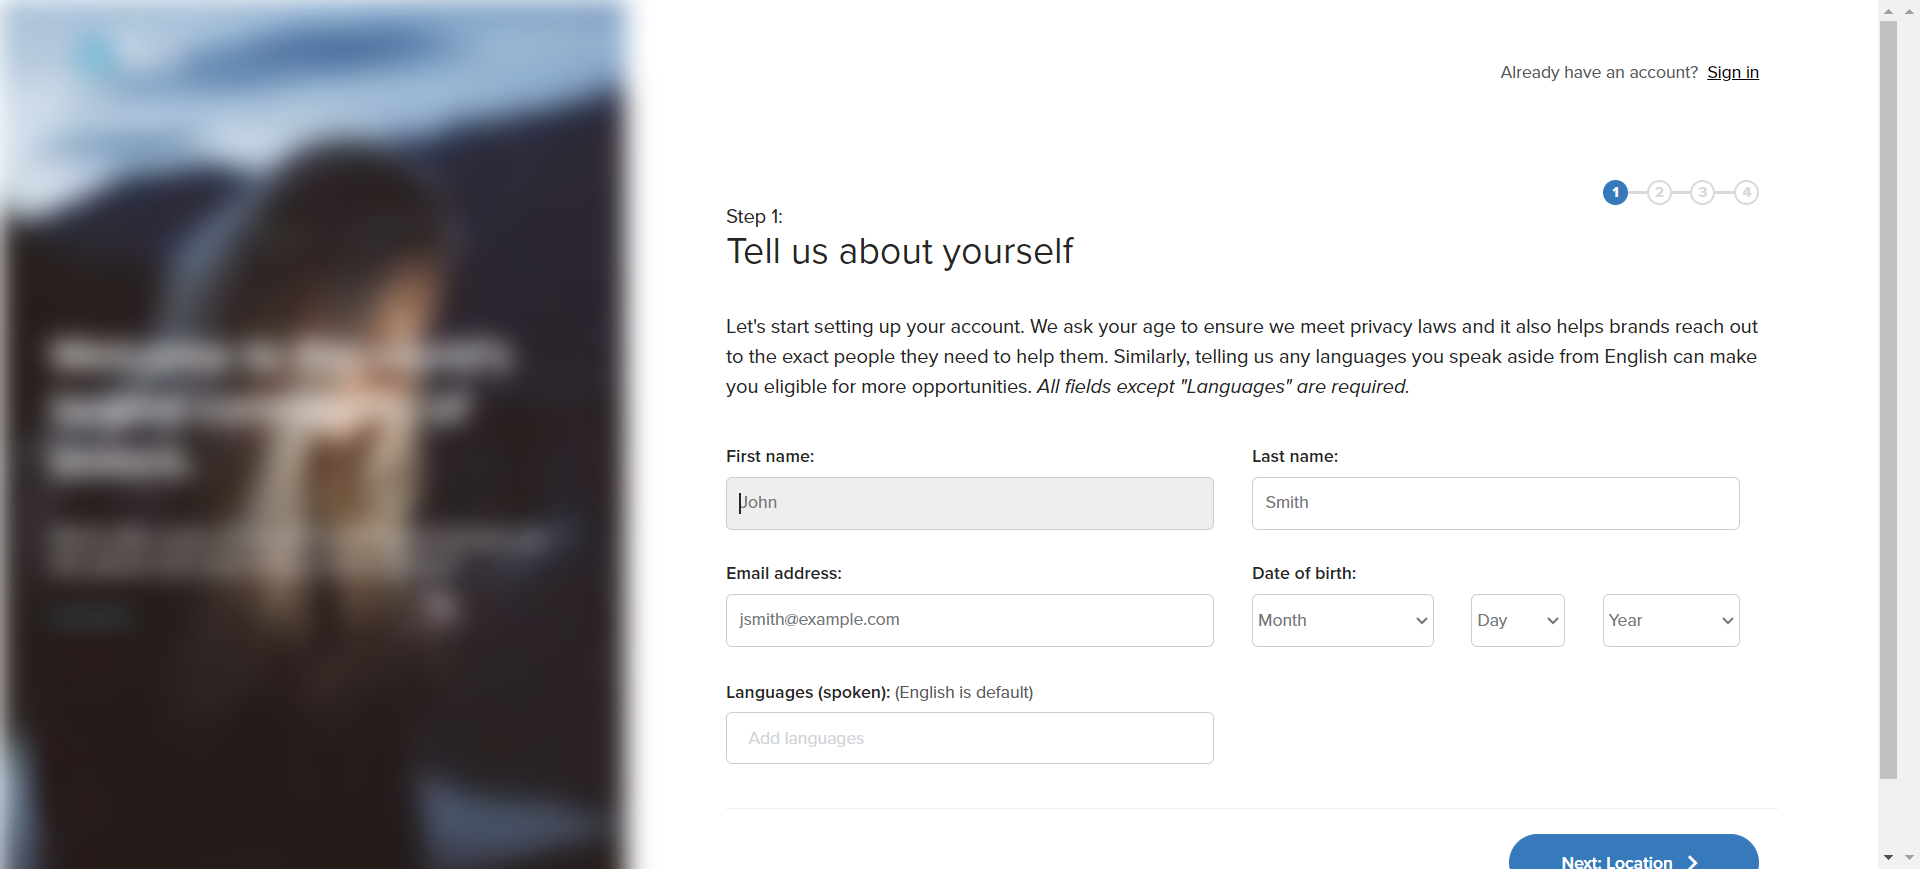 Already have an account? Sign in
1 2 3 4
Step 1:
Tell us about yourself
Let's start setting up your account. We ask your age to ensure we meet privacy laws and it also helps brands reach out
to the exact people they need to help them. Similarly, telling us any languages you speak aside from English can make
you eligible for more opportunities. All fields except "Languages" are required.
First name:
Last name:
John
Smith
Email address:
Date of birth:
jsmith@example.com
Month
Day
Year
Languages (spoken): (English is default)
Add languages
Next: Location